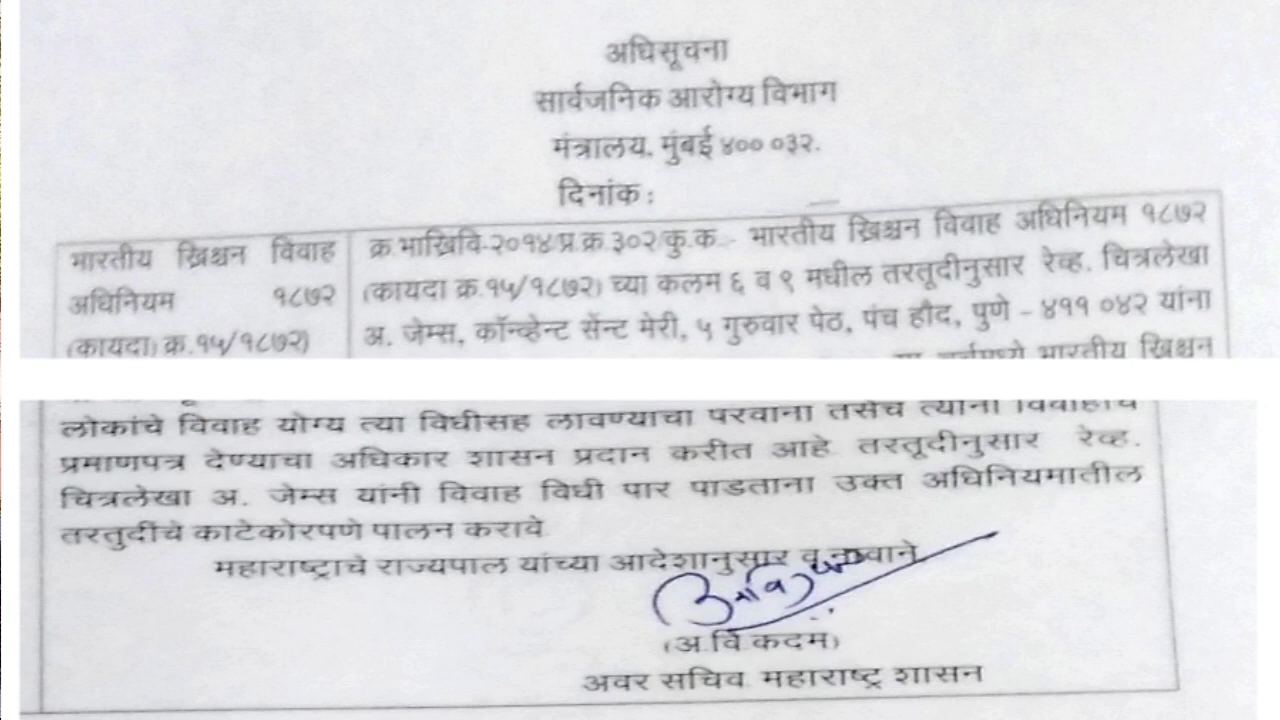 अधिसूचना
सार्वजनिक आरोग्य विभाग
मंत्रालय, मुंबई ४०० ०३२.
दिनांक :
भारतीय ख्रिश्चन विवाह
अधिनियम १८७२
(कायदा) क्र.१५/१८७२)
क्र.भाख्रिवि-२०१४/प्र.क्र.३०२/कु.क.- भारतीय ख्रिश्चन विवाह अधिनियम १८७२
(कायदा क्र.१५/१८७२) च्या कलम ६ व ९ मधील तरतूदीनुसार रेव्ह. चित्रलेखा
अ. जेम्स, कॉन्व्हेन्ट सेंन्ट मेरी, ५ गुरुवार पेठ, पंच हौद, पुणे - ४११ ०४२ यांना
भारतीय ख्रिश्चन
लोकांचे विवाह योग्य त्या विधीसह लावण्याचा परवाना तसेच त्यांना विवाहाचे
प्रमाणपत्र देण्याचा अधिकार शासन प्रदान करीत आहे. तरतूदीनुसार रेव्ह.
चित्रलेखा अ. जेम्स यांनी विवाह विधी पार पाडताना उक्त अधिनियमातील
तरतुदींचे काटेकोरपणे पालन करावे.
महाराष्ट्राचे राज्यपाल यांच्या आदेशानुसार व नावाने
(अ.वि.कदम)
अवर सचिव, महाराष्ट्र शासन